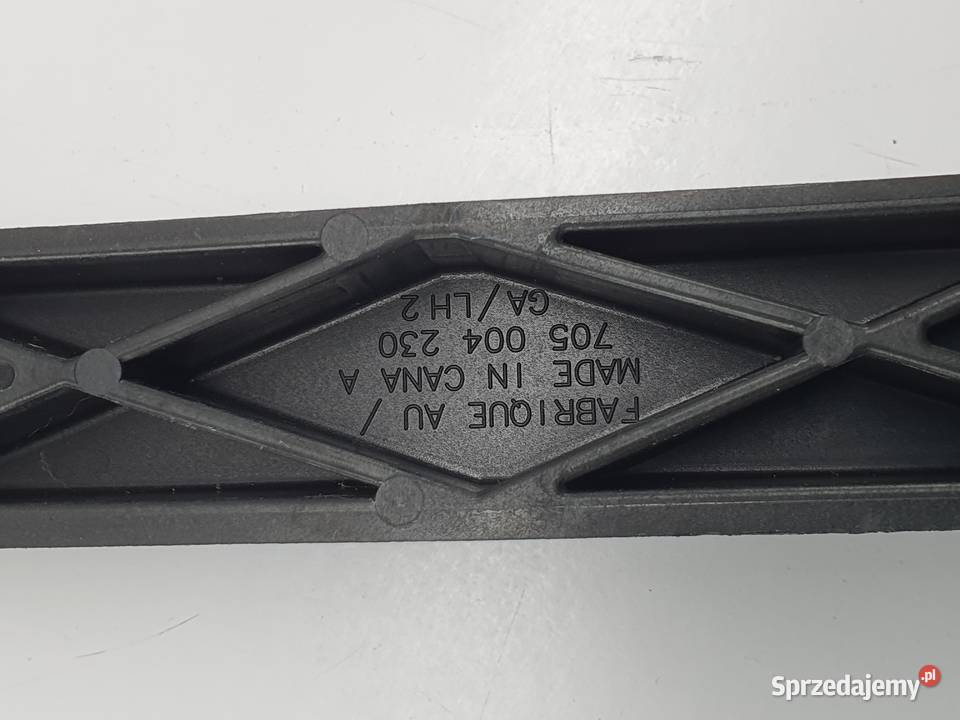 FABRIQUE AU /
MADE IN CANA A
705 004 230
GA/LH 2
Sprzedajemy.pl